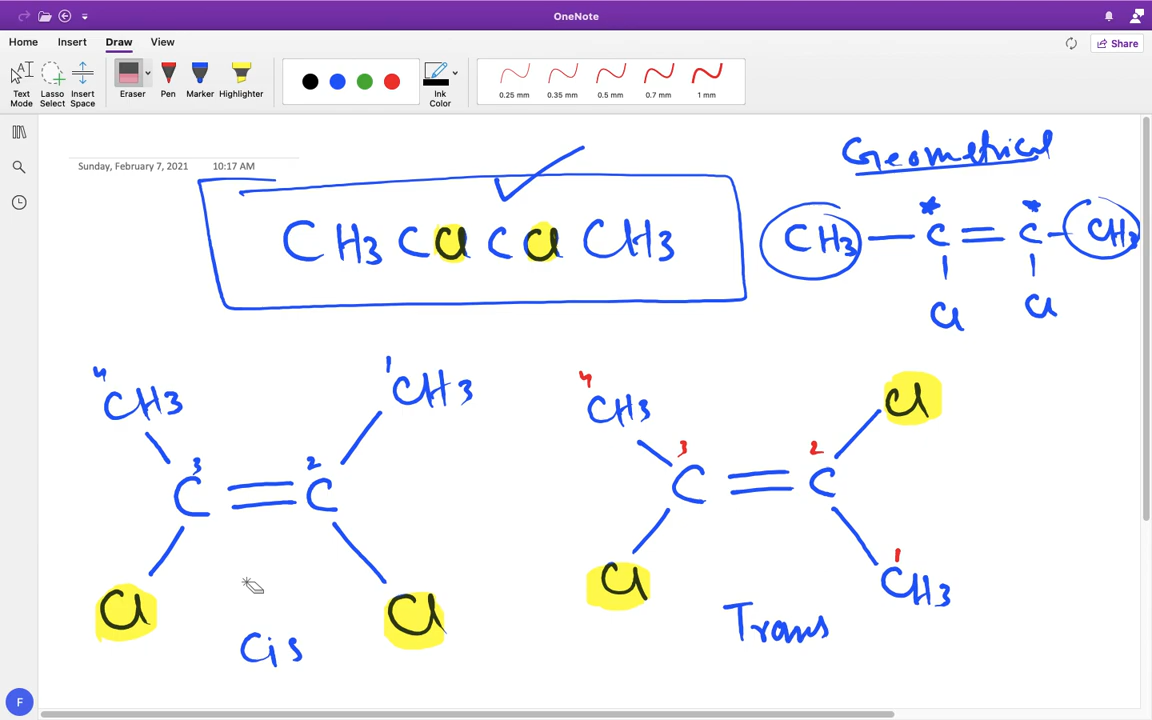 OneNote
Home Insert Draw View
Share
Text Mode
Lasso Select
Insert Space
Eraser
Pen
Marker
Highlighter
Ink Color
0.25 mm 0.35 mm 0.5 mm 0.7 mm 1 mm
Sunday, February 7, 2021 10:17 AM
CH3 C Cl C Cl CH3
Geometrical
* *
CH3 — C = C - CH3
Cl Cl
4 CH3 1 CH3
3 C = C 2
Cl Cl
Cis
4 CH3 Cl
3 C = C 2
Cl 1 CH3
Trans
F